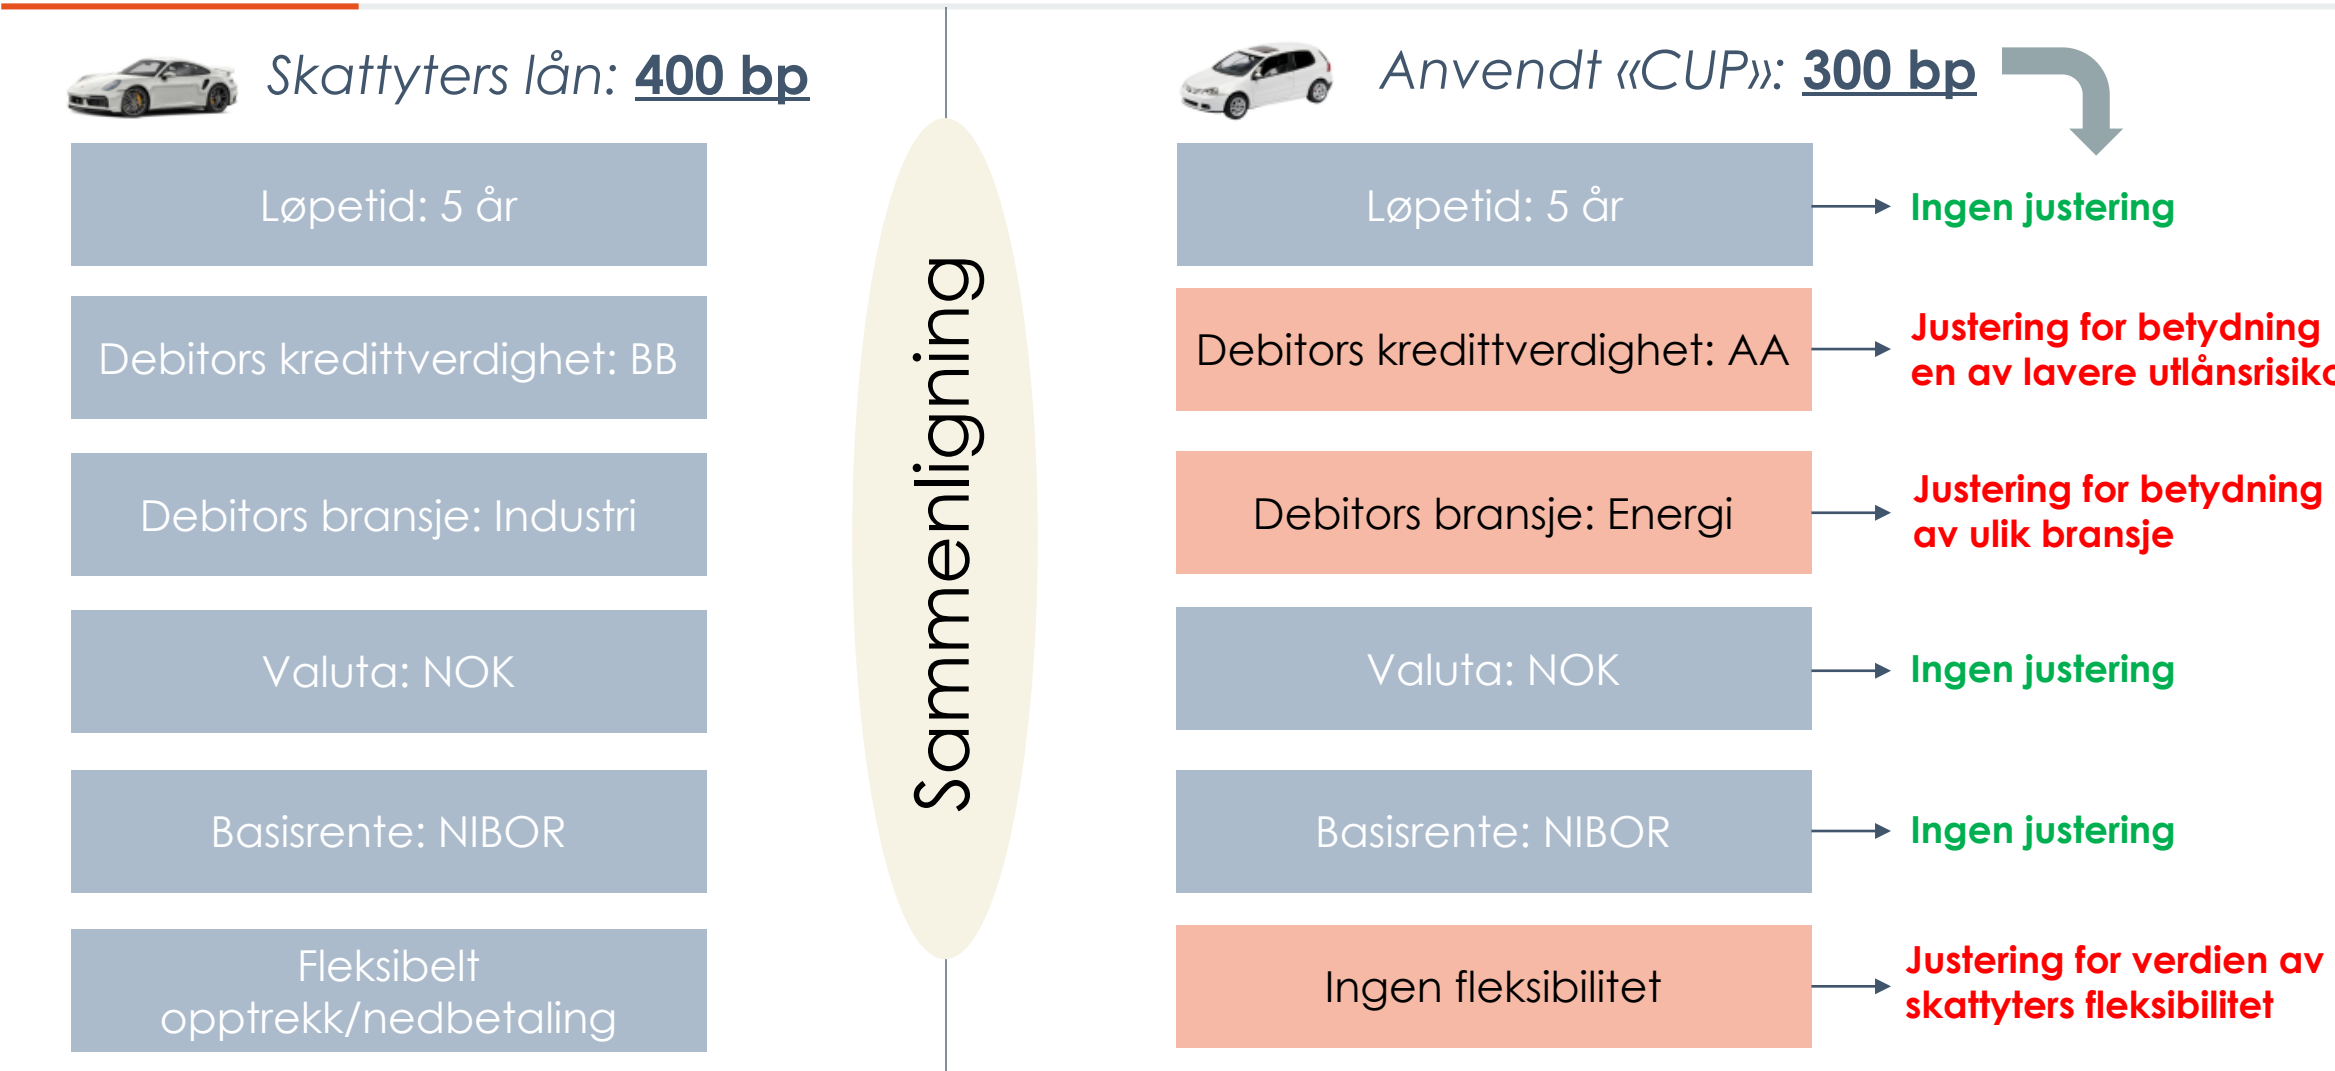 Skattyters lån: 400 bp
Løpetid: 5 år
Debitors kredittverdighet: BB
Debitors bransje: Industri
Valuta: NOK
Basisrente: NIBOR
Fleksibelt
opptrekk/nedbetaling
Sammenligning
Anvendt «CUP»: 300 bp
Løpetid: 5 år
Ingen justering
Debitors kredittverdighet: AA
Justering for betydning
en av lavere utlånsrisiko
Debitors bransje: Energi
Justering for betydning
av ulik bransje
Valuta: NOK
Ingen justering
Basisrente: NIBOR
Ingen justering
Ingen fleksibilitet
Justering for verdien av
skattyters fleksibilitet